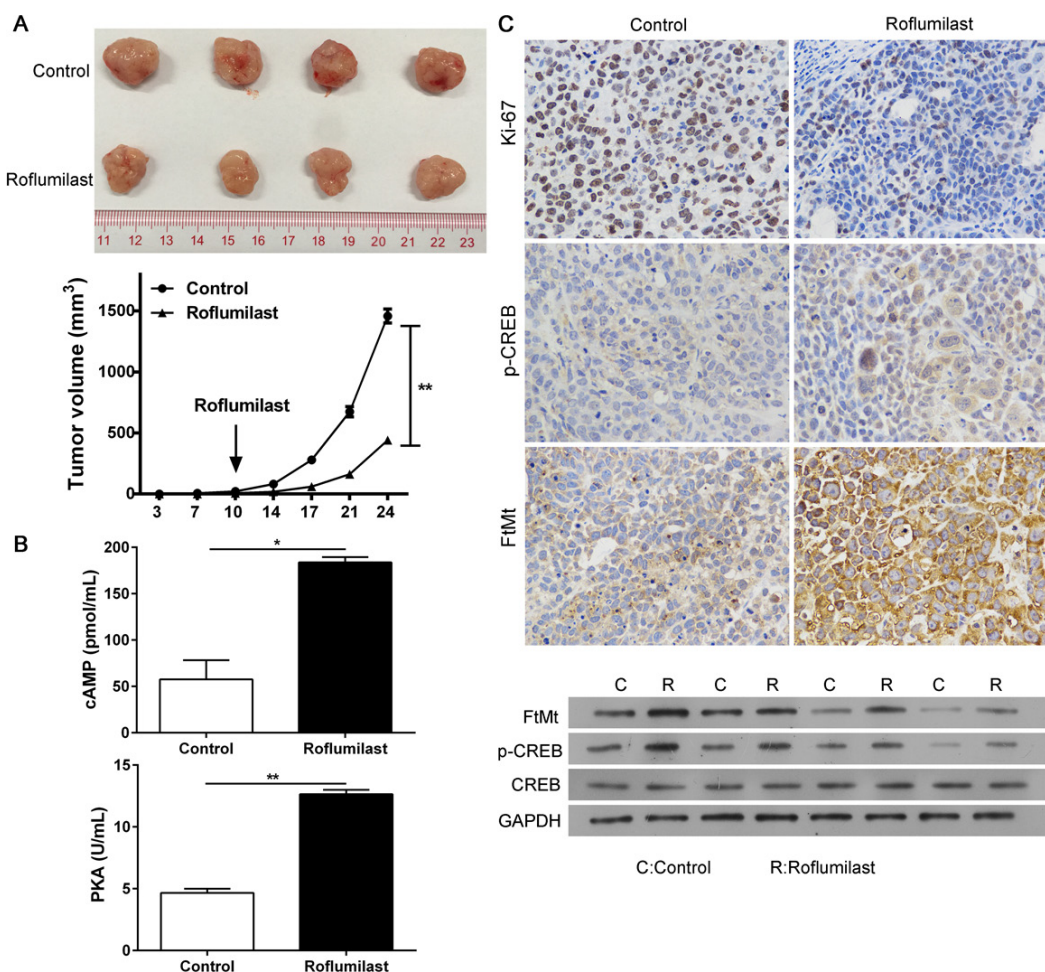 A
Control
Roflumilast
11 12 13 14 15 16 17 18 19 20 21 22 23
Tumor volume (mm³)
1500
1000
500
0
Control
Roflumilast
Roflumilast
**
3 7 10 14 17 21 24
B
cAMP (pmol/mL)
200
150
100
50
0
*
Control Roflumilast
PKA (U/mL)
15
10
5
0
**
Control Roflumilast
C
Control Roflumilast
Ki-67
p-CREB
FtMt
C R C R C R C R
FtMt
p-CREB
CREB
GAPDH
C:Control R:Roflumilast